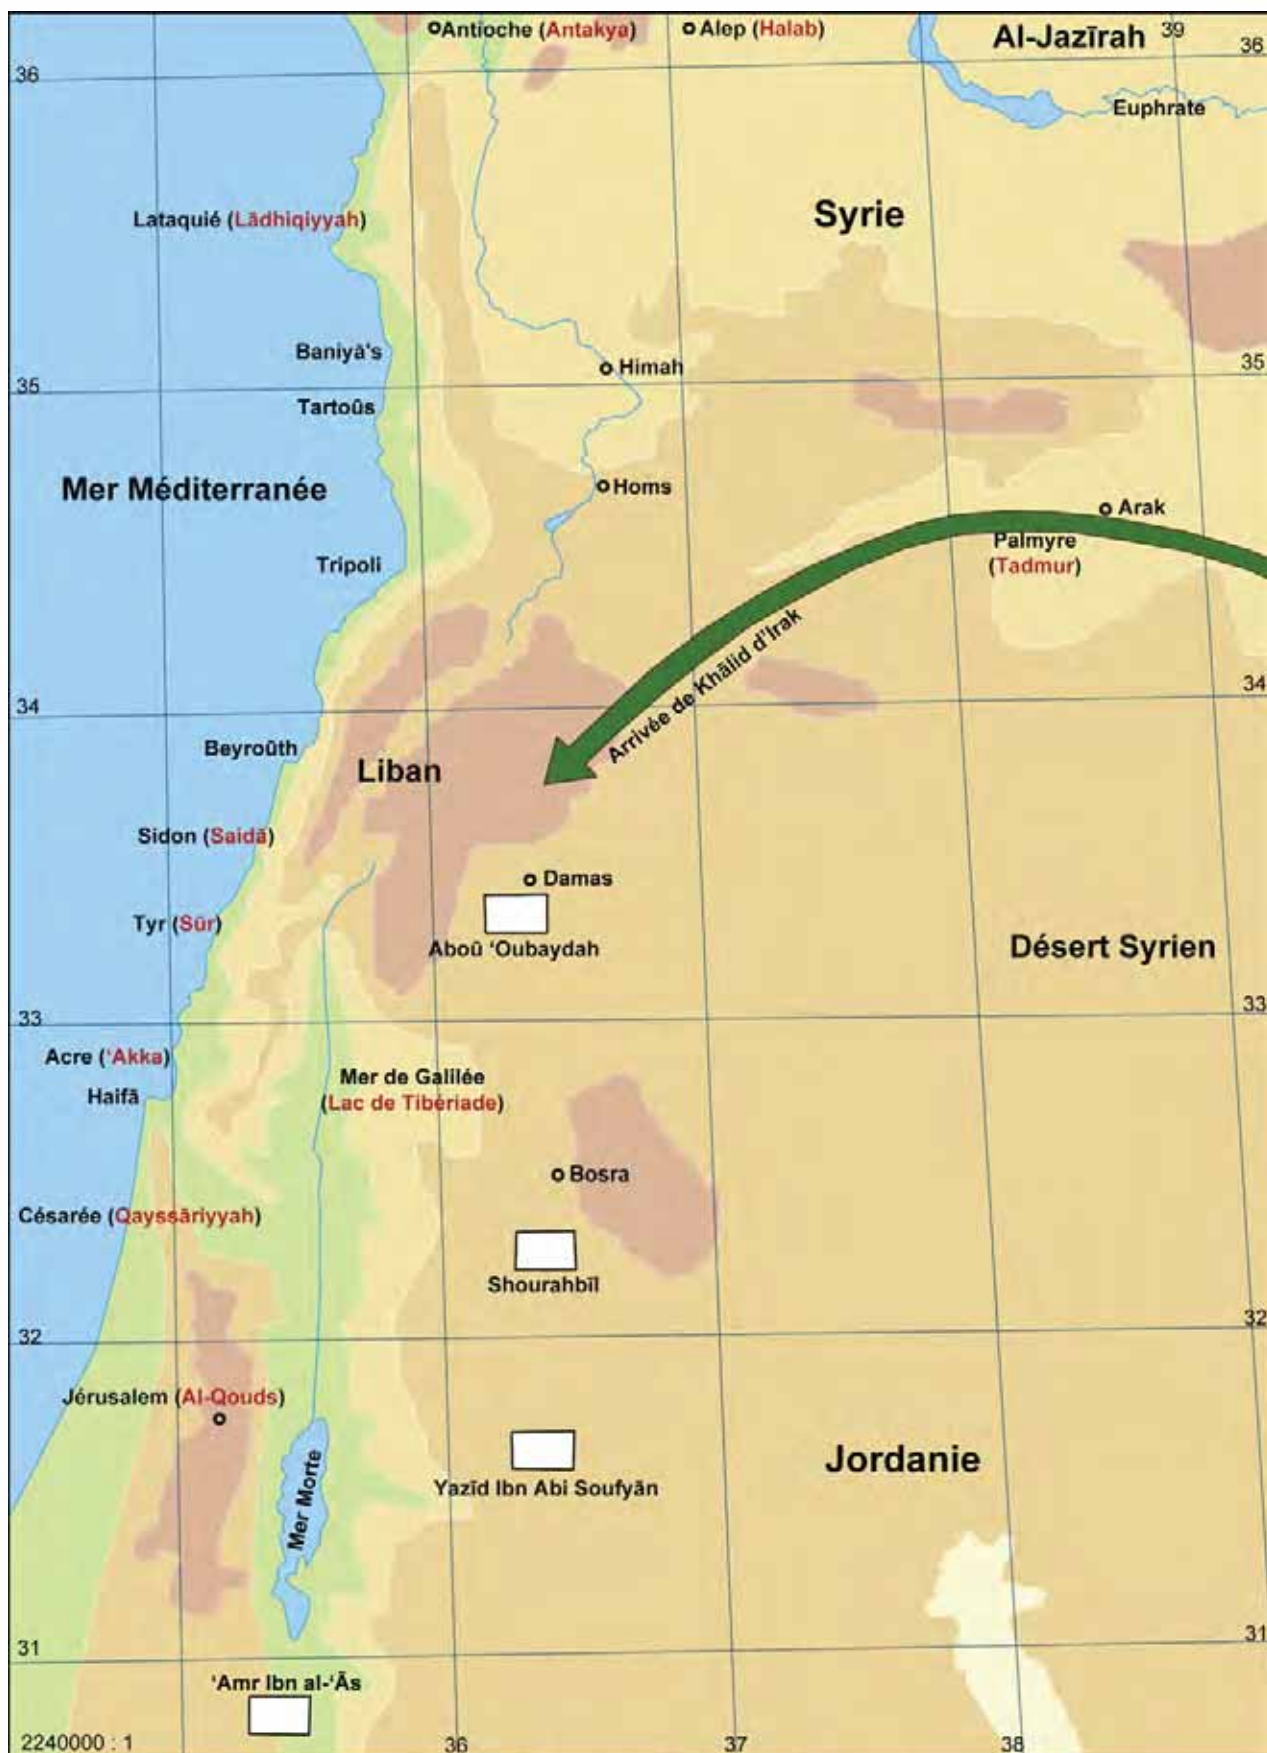 Antioche (Antakya)
Alep (Halab)
Al-Jazīrah
39
36
36
Euphrate
Lataquié (Lādhiqiyyah)
Syrie
Baniyā's
Himah
35
35
Tartoûs
Mer Méditerranée
Homs
Arak
Palmyre
(Tadmur)
Tripoli
Arrivée de Khālid d'Irak
34
34
Beyroūth
Liban
Sidon (Saidā)
Damas
Tyr (Sūr)
Aboû ‘Oubaydah
Désert Syrien
33
33
Acre (‘Akka)
Haifā
Mer de Galilée
(Lac de Tibériade)
Bosra
Césarée (Qayssāriyyah)
Shourahbīl
32
32
Jérusalem (Al-Qouds)
Mer Morte
Jordanie
Yazīd Ibn Abi Soufyān
31
31
‘Amr Ibn al-‘Ās
2240000 : 1
36
37
38